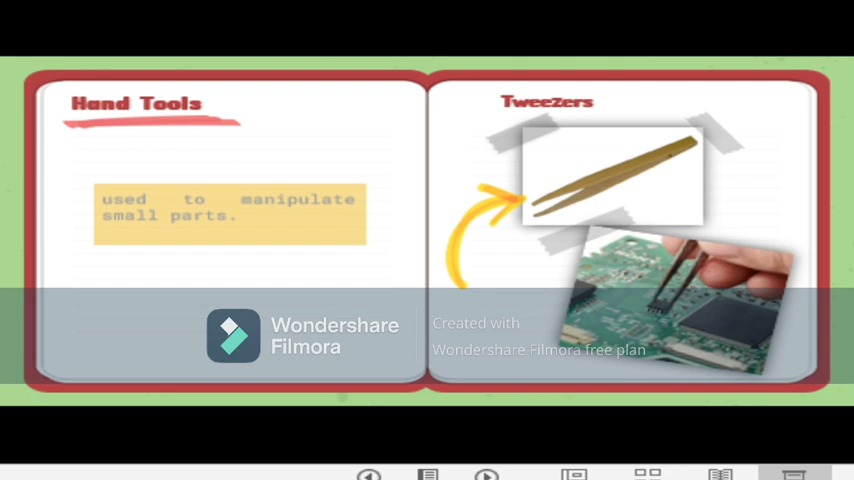 Hand Tools
Tweezers
used to manipulate
small parts.
Wondershare
Filmora
Created with
Wondershare Filmora free plan